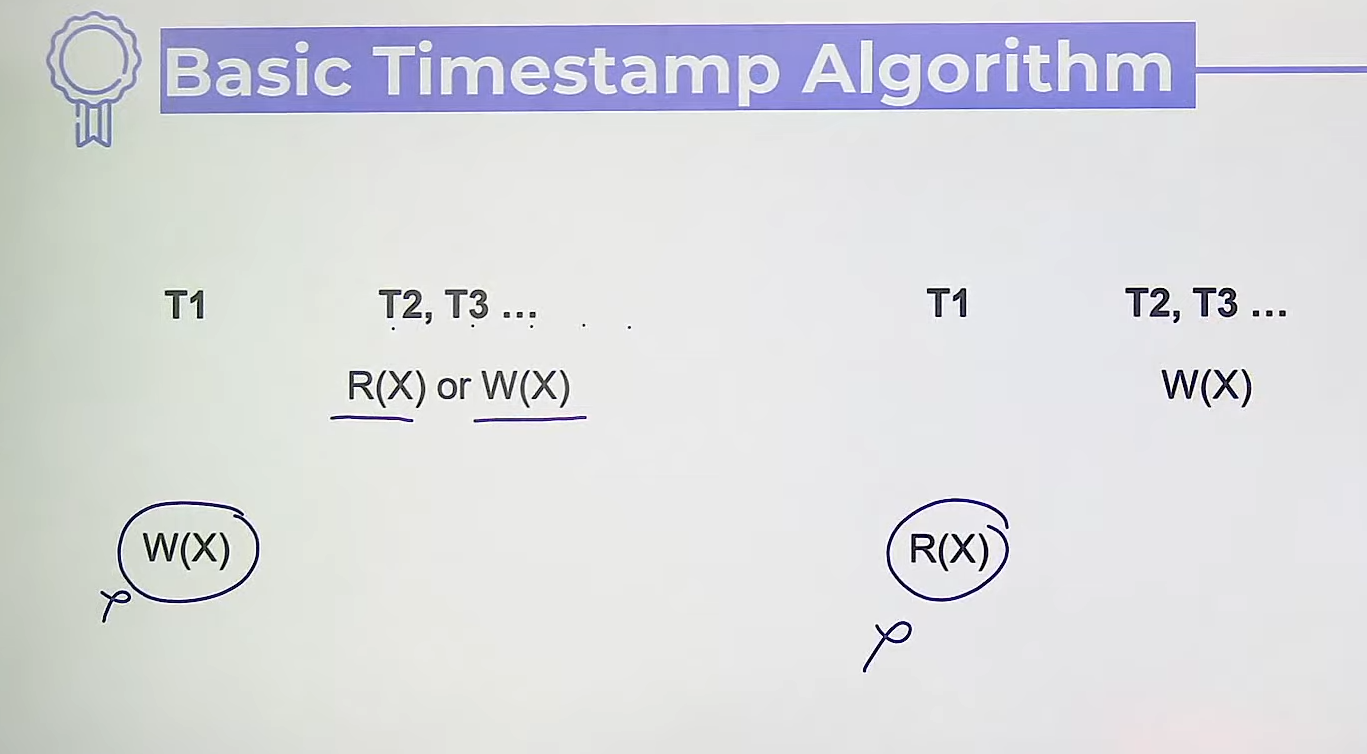 Basic Timestamp Algorithm
T1 T2, T3 ...
R(X) or W(X)
W(X)
T1 T2, T3 ...
W(X)
R(X)